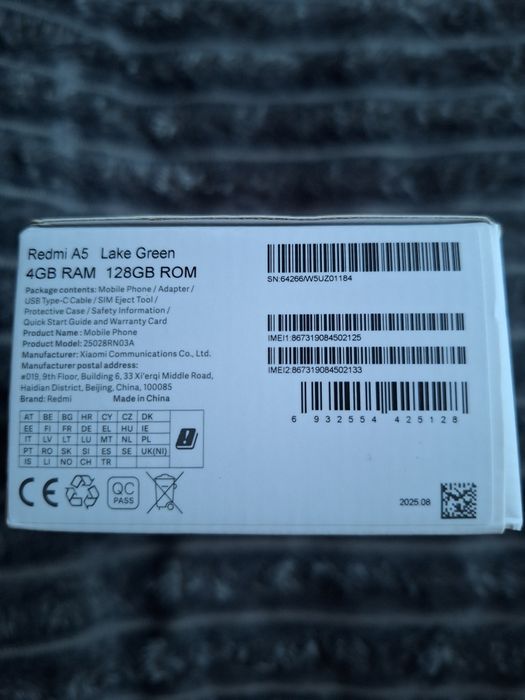 Redmi A5 Lake Green
4GB RAM 128GB ROM
Package contents: Mobile Phone / Adapter /
USB Type-C Cable / SIM Eject Tool /
Protective Case / Safety Information /
Quick Start Guide and Warranty Card
Product Name: Mobile Phone
Product Model: 25028RN03A
Manufacturer: Xiaomi Communications Co., Ltd.
Manufacturer postal address:
#019, 9th Floor, Building 6, 33 Xi'erqi Middle Road,
Haidian District, Beijing, China, 100085
Brand: Redmi Made in China
AT BE BG HR CY CZ DK
EE FI FR DE EL HU IE
IT LV LT LU MT NL PL
PT RO SK SI ES SE UK(NI)
IS LI NO CH TR
CE
QC
PASS
SN:64266/W5UZ01184
IMEI1:867319084502125
IMEI2:867319084502133
6 932554 425128
2025.08